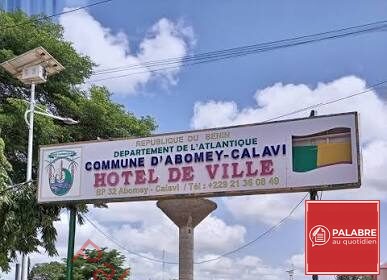 REPUBLIQUE DU BENIN
DEPARTEMENT DE L'ATLANTIQUE
COMMUNE D'ABOMEY-CALAVI
HOTEL DE VILLE
BP 32 Abomey - Calavi / Tél : +229 21 36 08 49
PALABRE
au quotidien